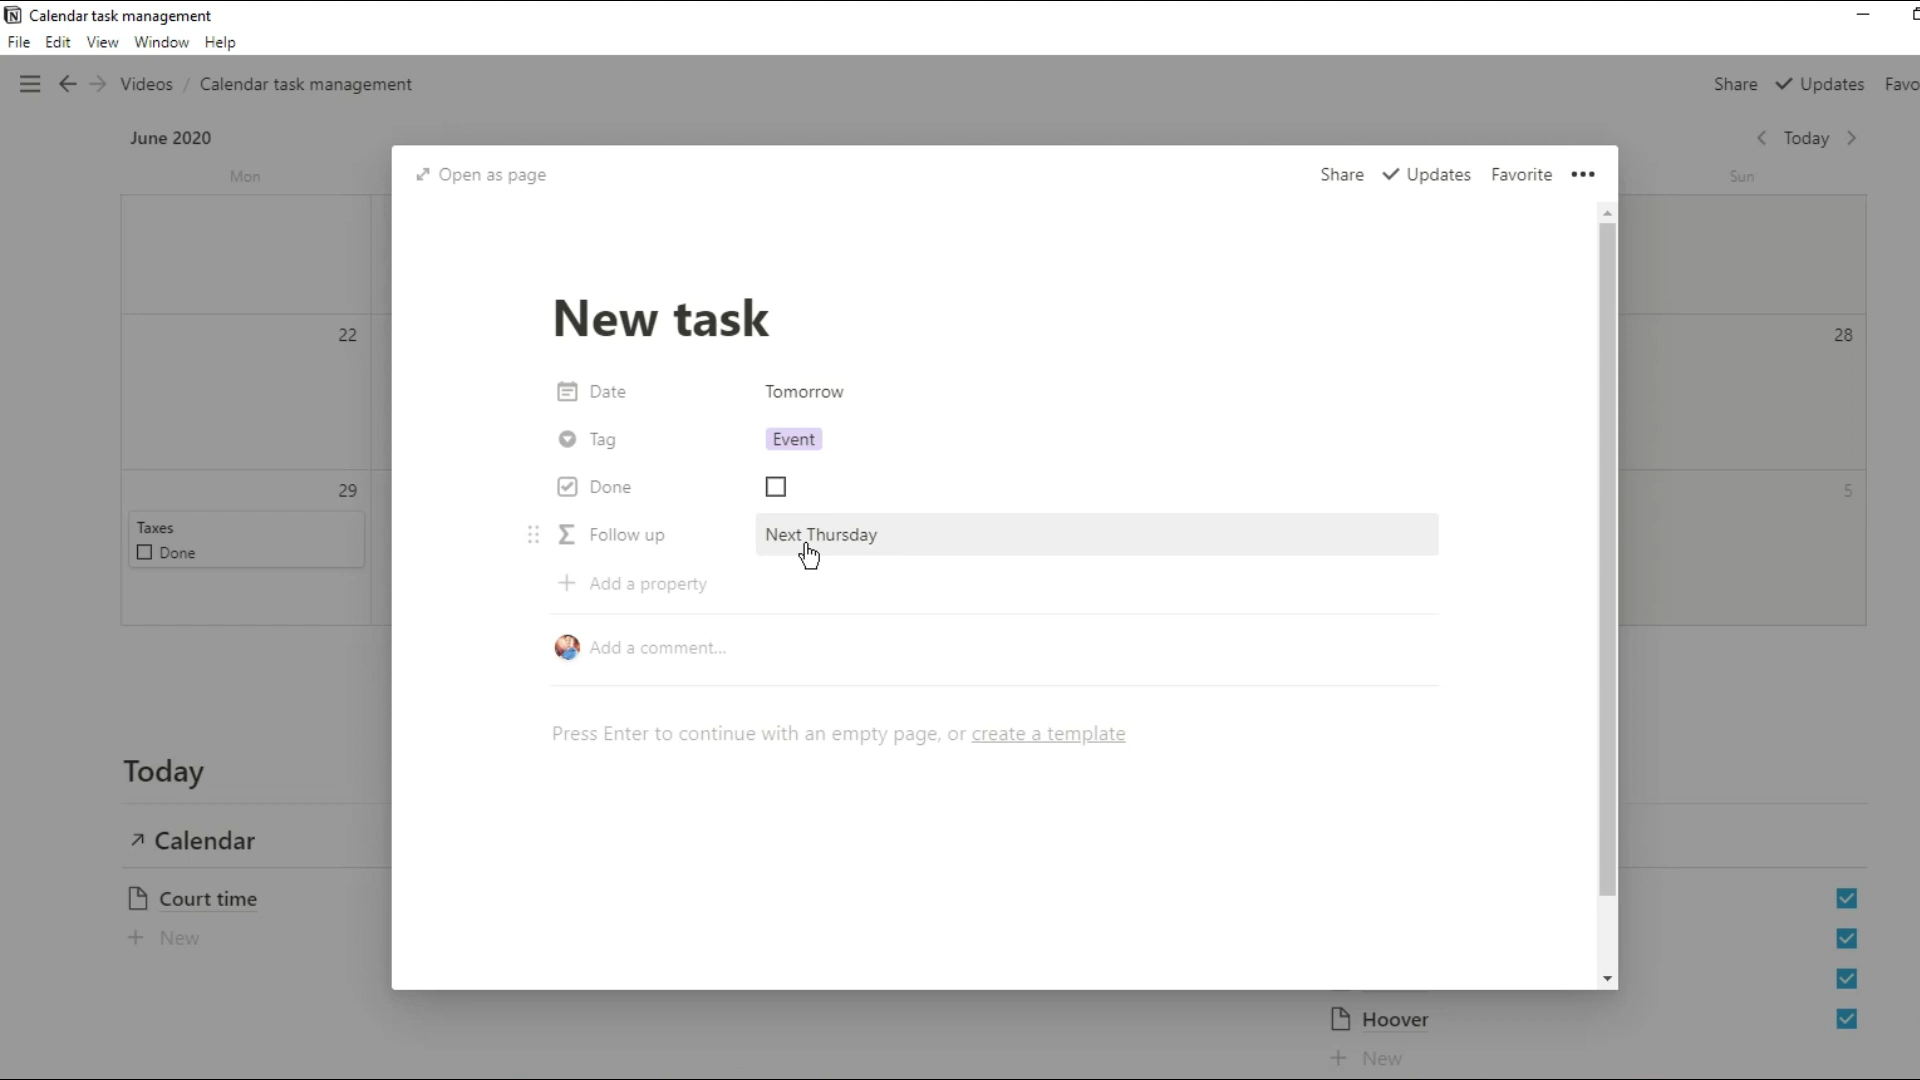 Calendar task management
File Edit View Window Help
Videos / Calendar task management
Share Updates Favo
June 2020
Today
Mon
Sun
Open as page
Share Updates Favorite
New task
Date Tomorrow
Tag Event
Done
Follow up Next Thursday
Add a property
Add a comment...
Press Enter to continue with an empty page, or create a template
22
28
29
5
Taxes
Done
Today
Calendar
Court time
New
Hoover
New